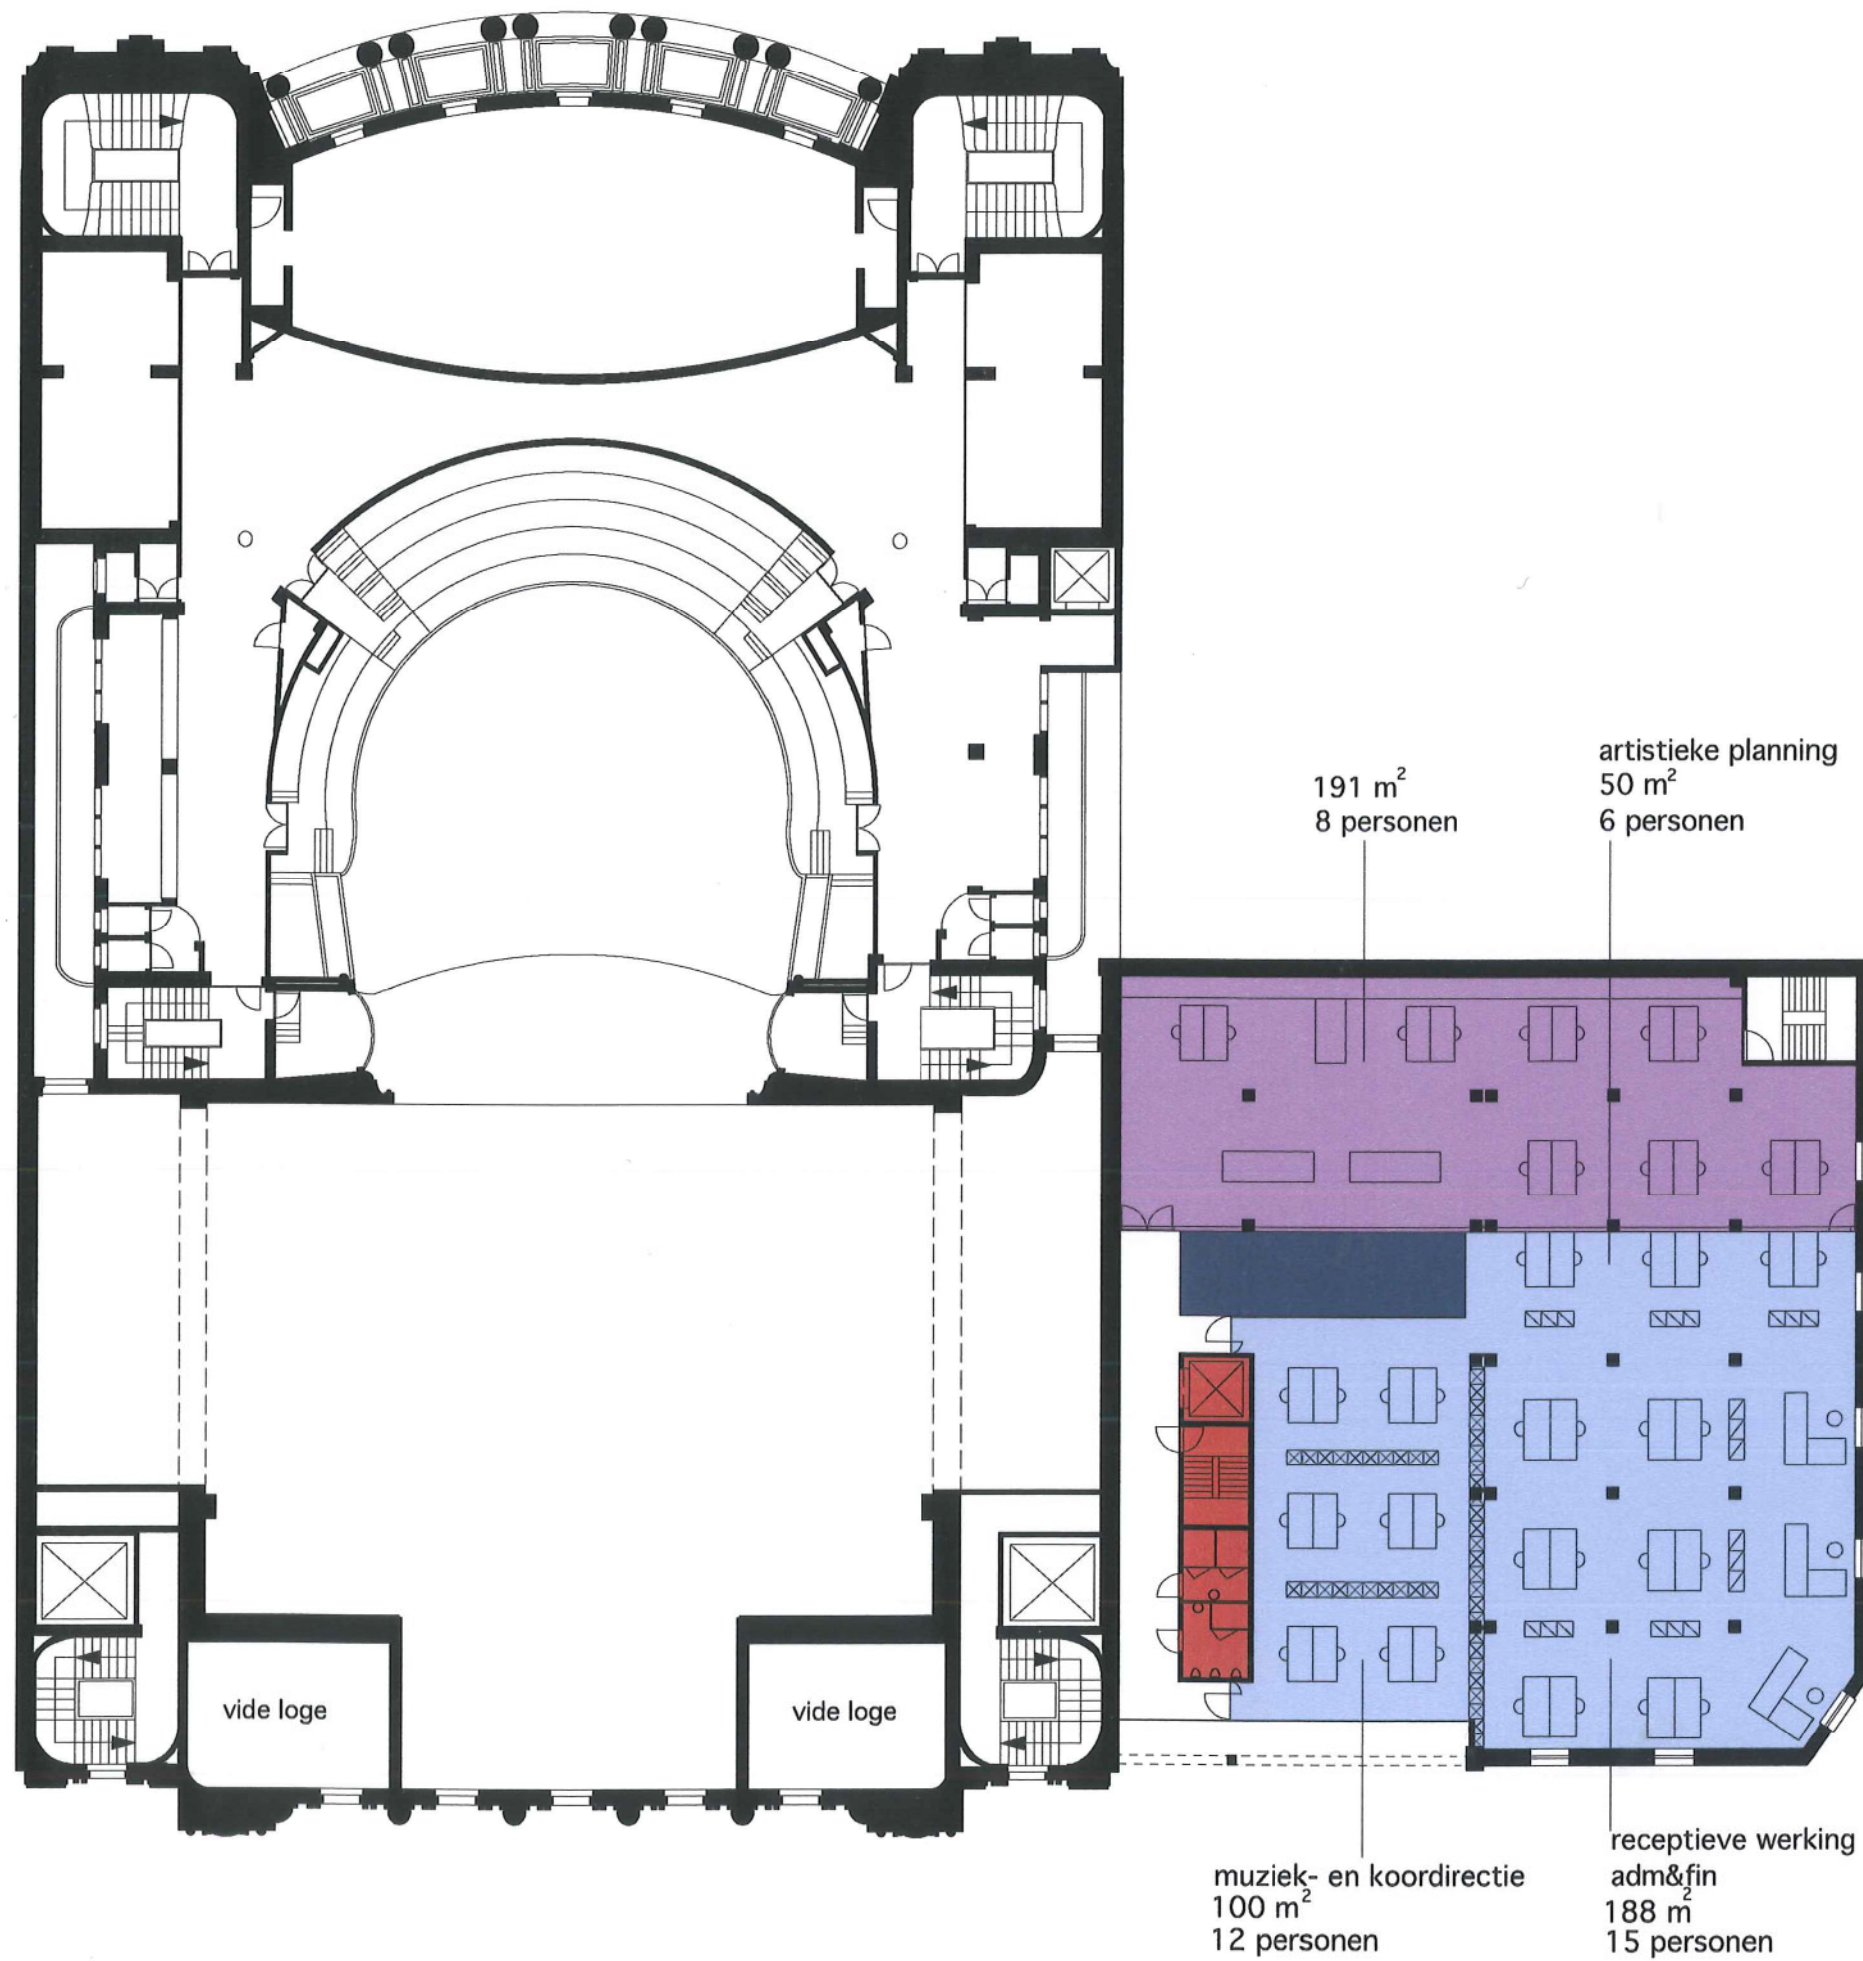 artistieke planning
50 m²
6 personen
191 m²
8 personen
vide loge
vide loge
muziek- en koordirectie
100 m²
12 personen
receptieve werking
adm&fin
188 m²
15 personen